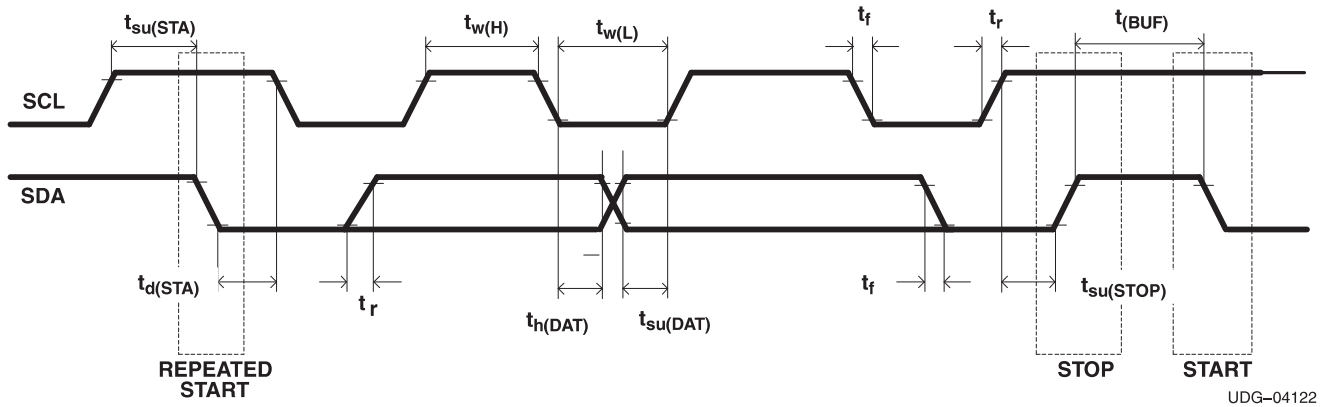 tsu(STA)
tw(H)
tw(L)
tf
tr
t(BUF)
SCL
SDA
td(STA)
tr
th(DAT)
tsu(DAT)
tf
tsu(STOP)
REPEATED
START
STOP
START
UDG–04122